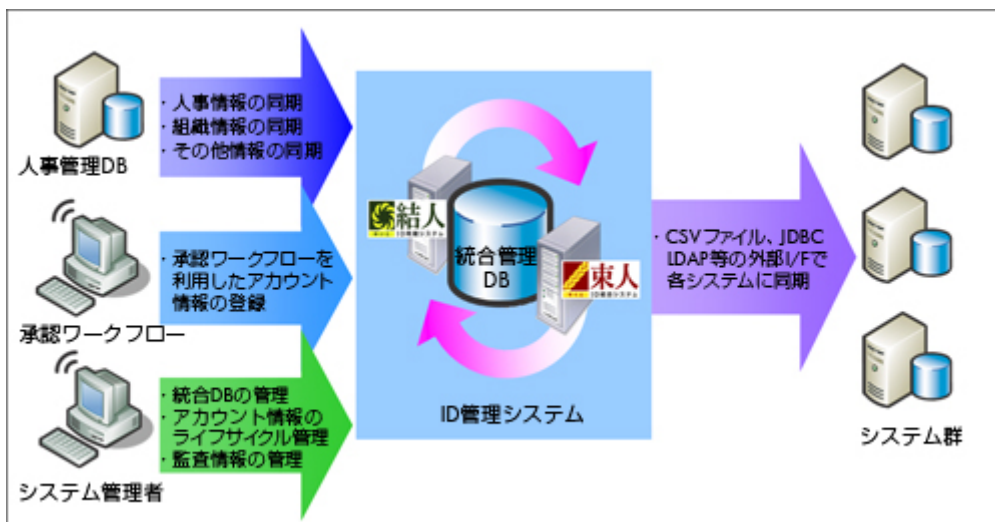 ・人事情報の同期
・組織情報の同期
・その他情報の同期
人事管理DB
・承認ワークフローを
利用したアカウント
情報の登録
承認ワークフロー
・統合DBの管理
・アカウント情報の
ライフサイクル管理
・監査情報の管理
システム管理者
結人
統合管理
DB
束人
ID管理システム
・CSVファイル、JDBC
LDAP等の外部I/Fで
各システムに同期
システム群